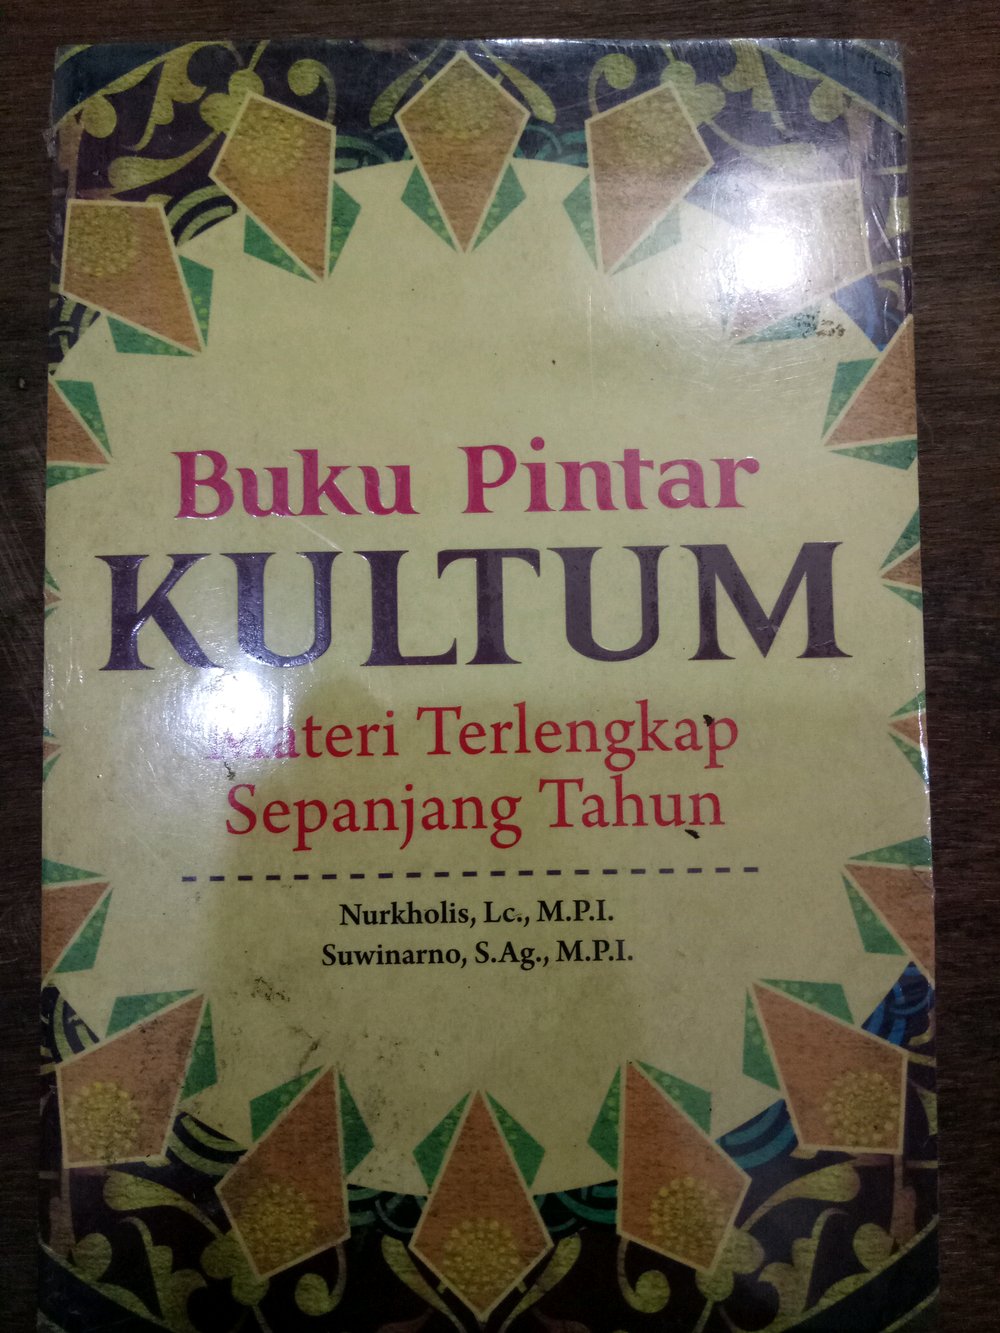 Buku Pintar
KULTUM
Materi Terlengkap
Sepanjang Tahun
Nurkholis, Lc., M.P.I.
Suwinarno, S.Ag., M.P.I.